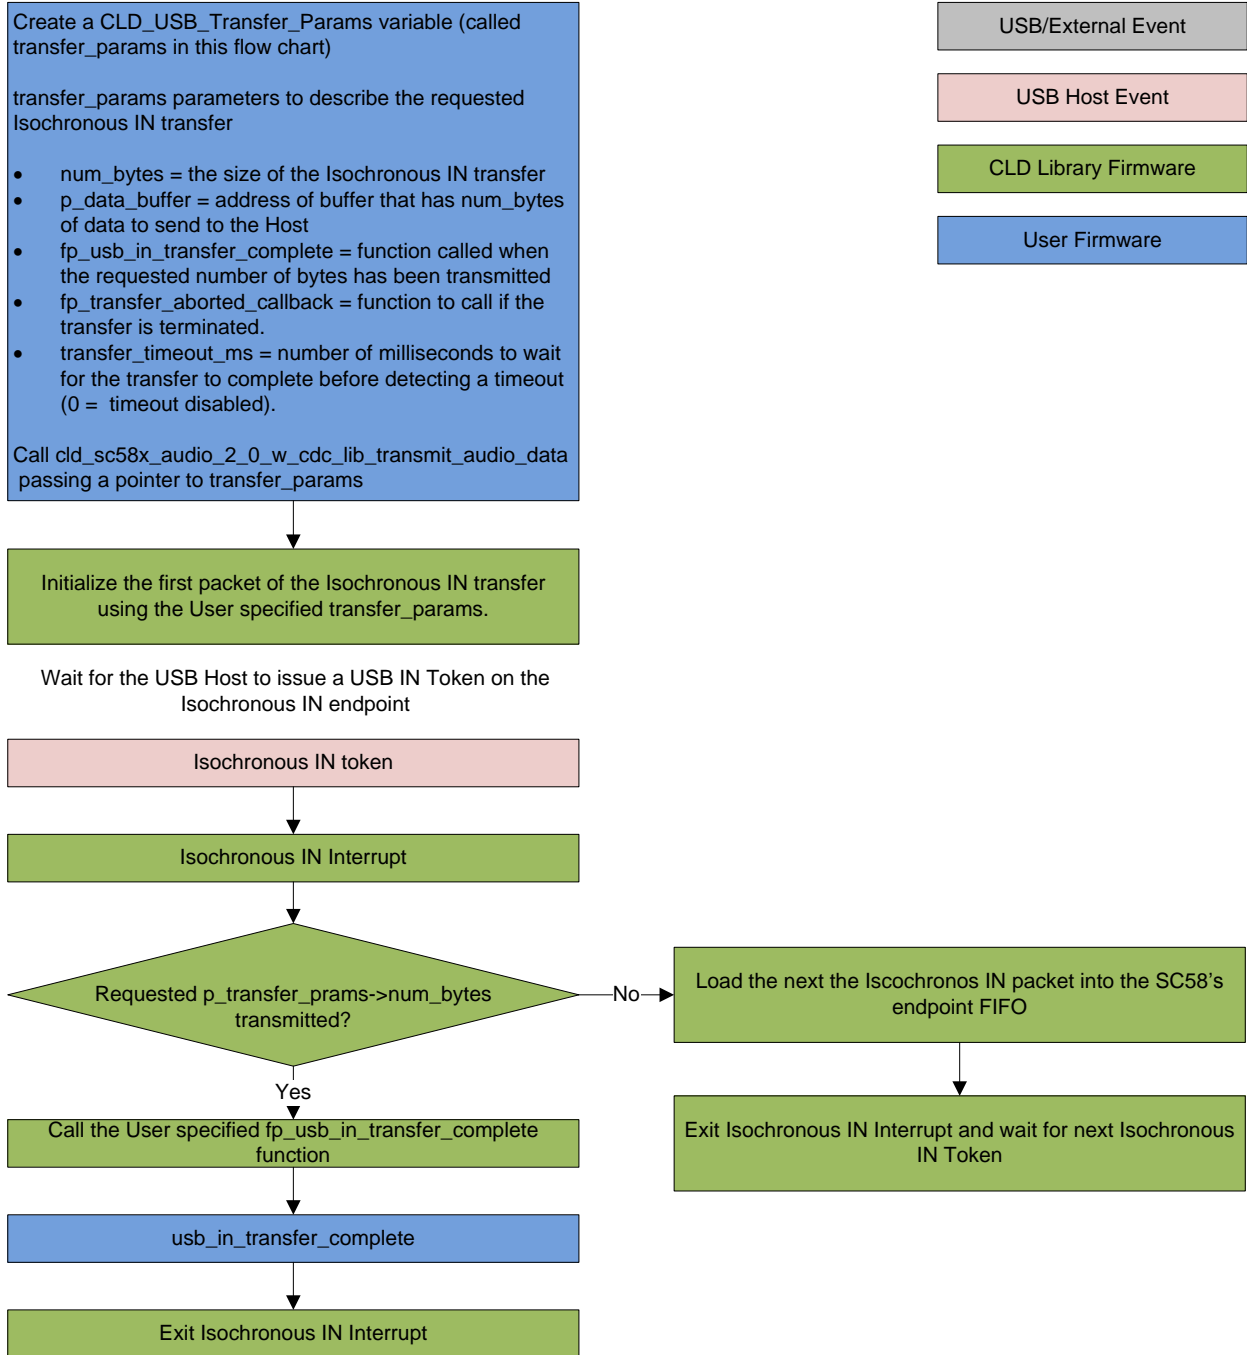 Create a CLD_USB_Transfer_Params variable (called
transfer_params in this flow chart)
transfer_params parameters to describe the requested
Isochronous IN transfer
• num_bytes = the size of the Isochronous IN transfer
• p_data_buffer = address of buffer that has num_bytes
of data to send to the Host
• fp_usb_in_transfer_complete = function called when
the requested number of bytes has been transmitted
• fp_transfer_aborted_callback = function to call if the
transfer is terminated.
• transfer_timeout_ms = number of milliseconds to wait
for the transfer to complete before detecting a timeout
(0 =  timeout disabled).
Call cld_sc58x_audio_2_0_w_cdc_lib_transmit_audio_data
passing a pointer to transfer_params
USB/External Event
USB Host Event
CLD Library Firmware
User Firmware
Initialize the first packet of the Isochronous IN transfer
using the User specified transfer_params.
Wait for the USB Host to issue a USB IN Token on the
Isochronous IN endpoint
Isochronous IN token
Isochronous IN Interrupt
Requested p_transfer_prams->num_bytes
transmitted?
No
Load the next the Iscochronos IN packet into the SC58's
endpoint FIFO
Exit Isochronous IN Interrupt and wait for next Isochronous
IN Token
Yes
Call the User specified fp_usb_in_transfer_complete
function
usb_in_transfer_complete
Exit Isochronous IN Interrupt